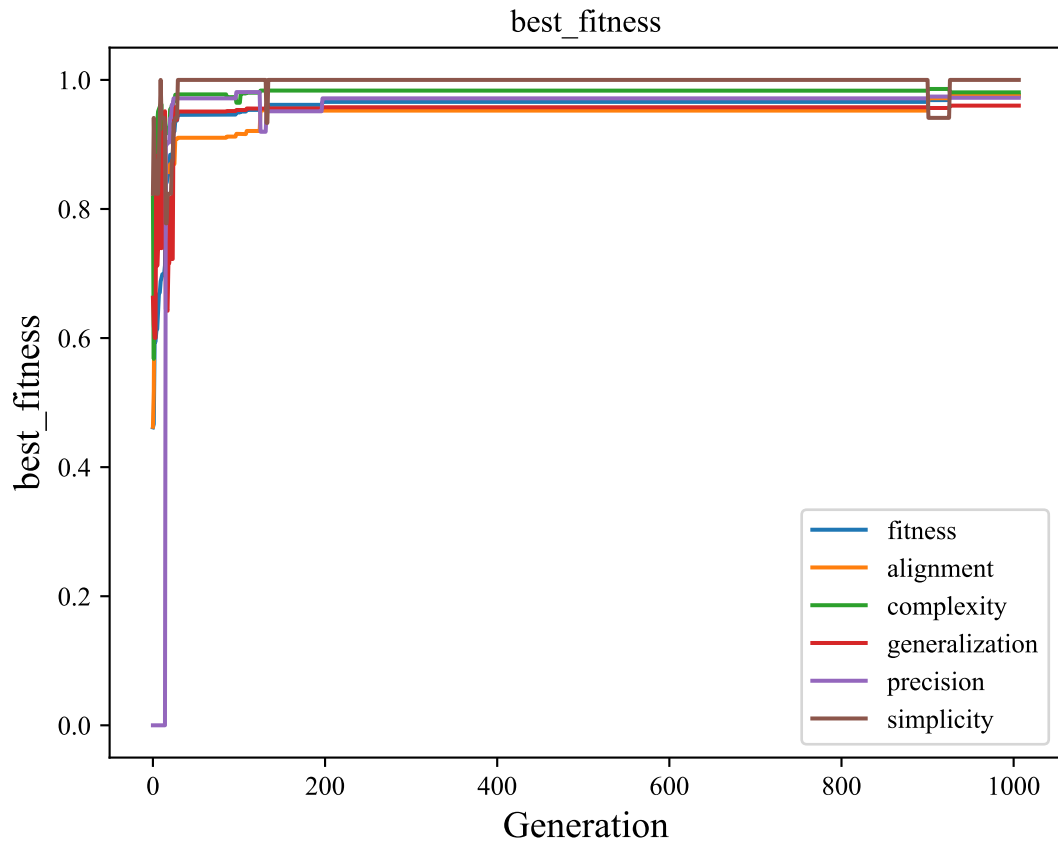 best_fitness
1.0
0.8
0.6
0.4
0.2
0.0
best_fitness
fitness
alignment
complexity
generalization
precision
simplicity
0
200
400
600
800
1000
Generation